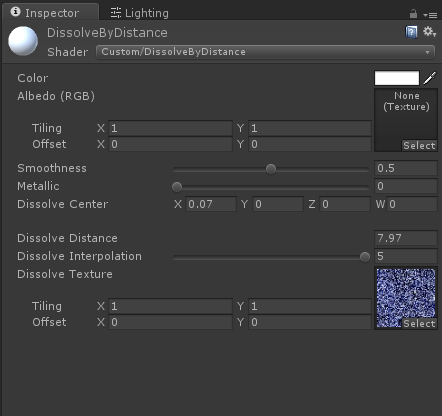 Inspector Lighting
DissolveByDistance
Shader Custom/DissolveByDistance
Color
Albedo (RGB) None
(Texture)
Tiling X 1 Y 1
Offset X 0 Y 0 Select
Smoothness 0.5
Metallic 0
Dissolve Center X 0.07 Y 0 Z 0 W 0
Dissolve Distance 7.97
Dissolve Interpolation 5
Dissolve Texture
Tiling X 1 Y 1
Offset X 0 Y 0 Select